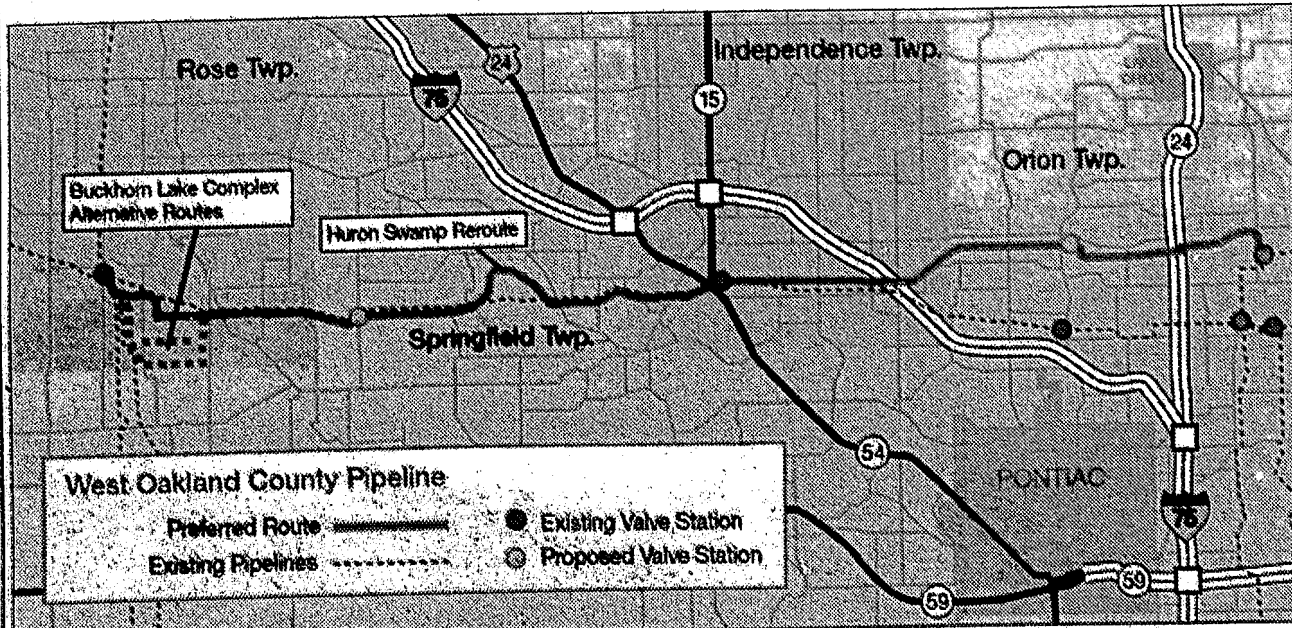 Rose Twp.
24
75
15
Independence Twp.
24
Orion Twp.
Buckhorn Lake Complex
Alternative Routes
Huron Swamp Reroute
Springfield Twp.
54
PONTIAC
75
59
59
West Oakland County Pipeline
Preferred Route
Existing Pipelines
Existing Valve Station
Proposed Valve Station